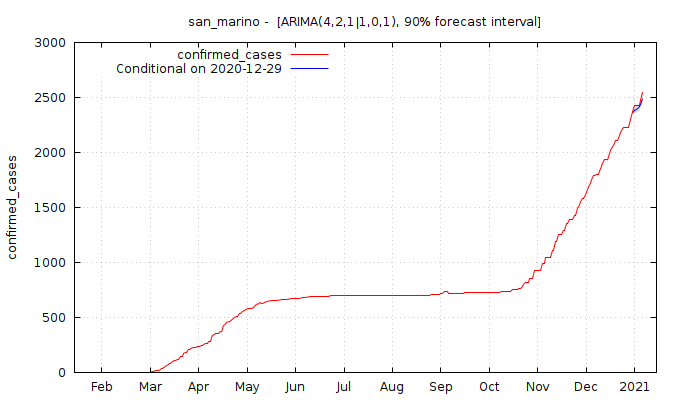 san_marino - [ARIMA(4,2,1|1,0,1), 90% forecast interval]
confirmed_cases
Conditional on 2020-12-29
confirmed_cases
3000
2500
2000
1500
1000
500
0
Feb Mar Apr May Jun Jul Aug Sep Oct Nov Dec 2021